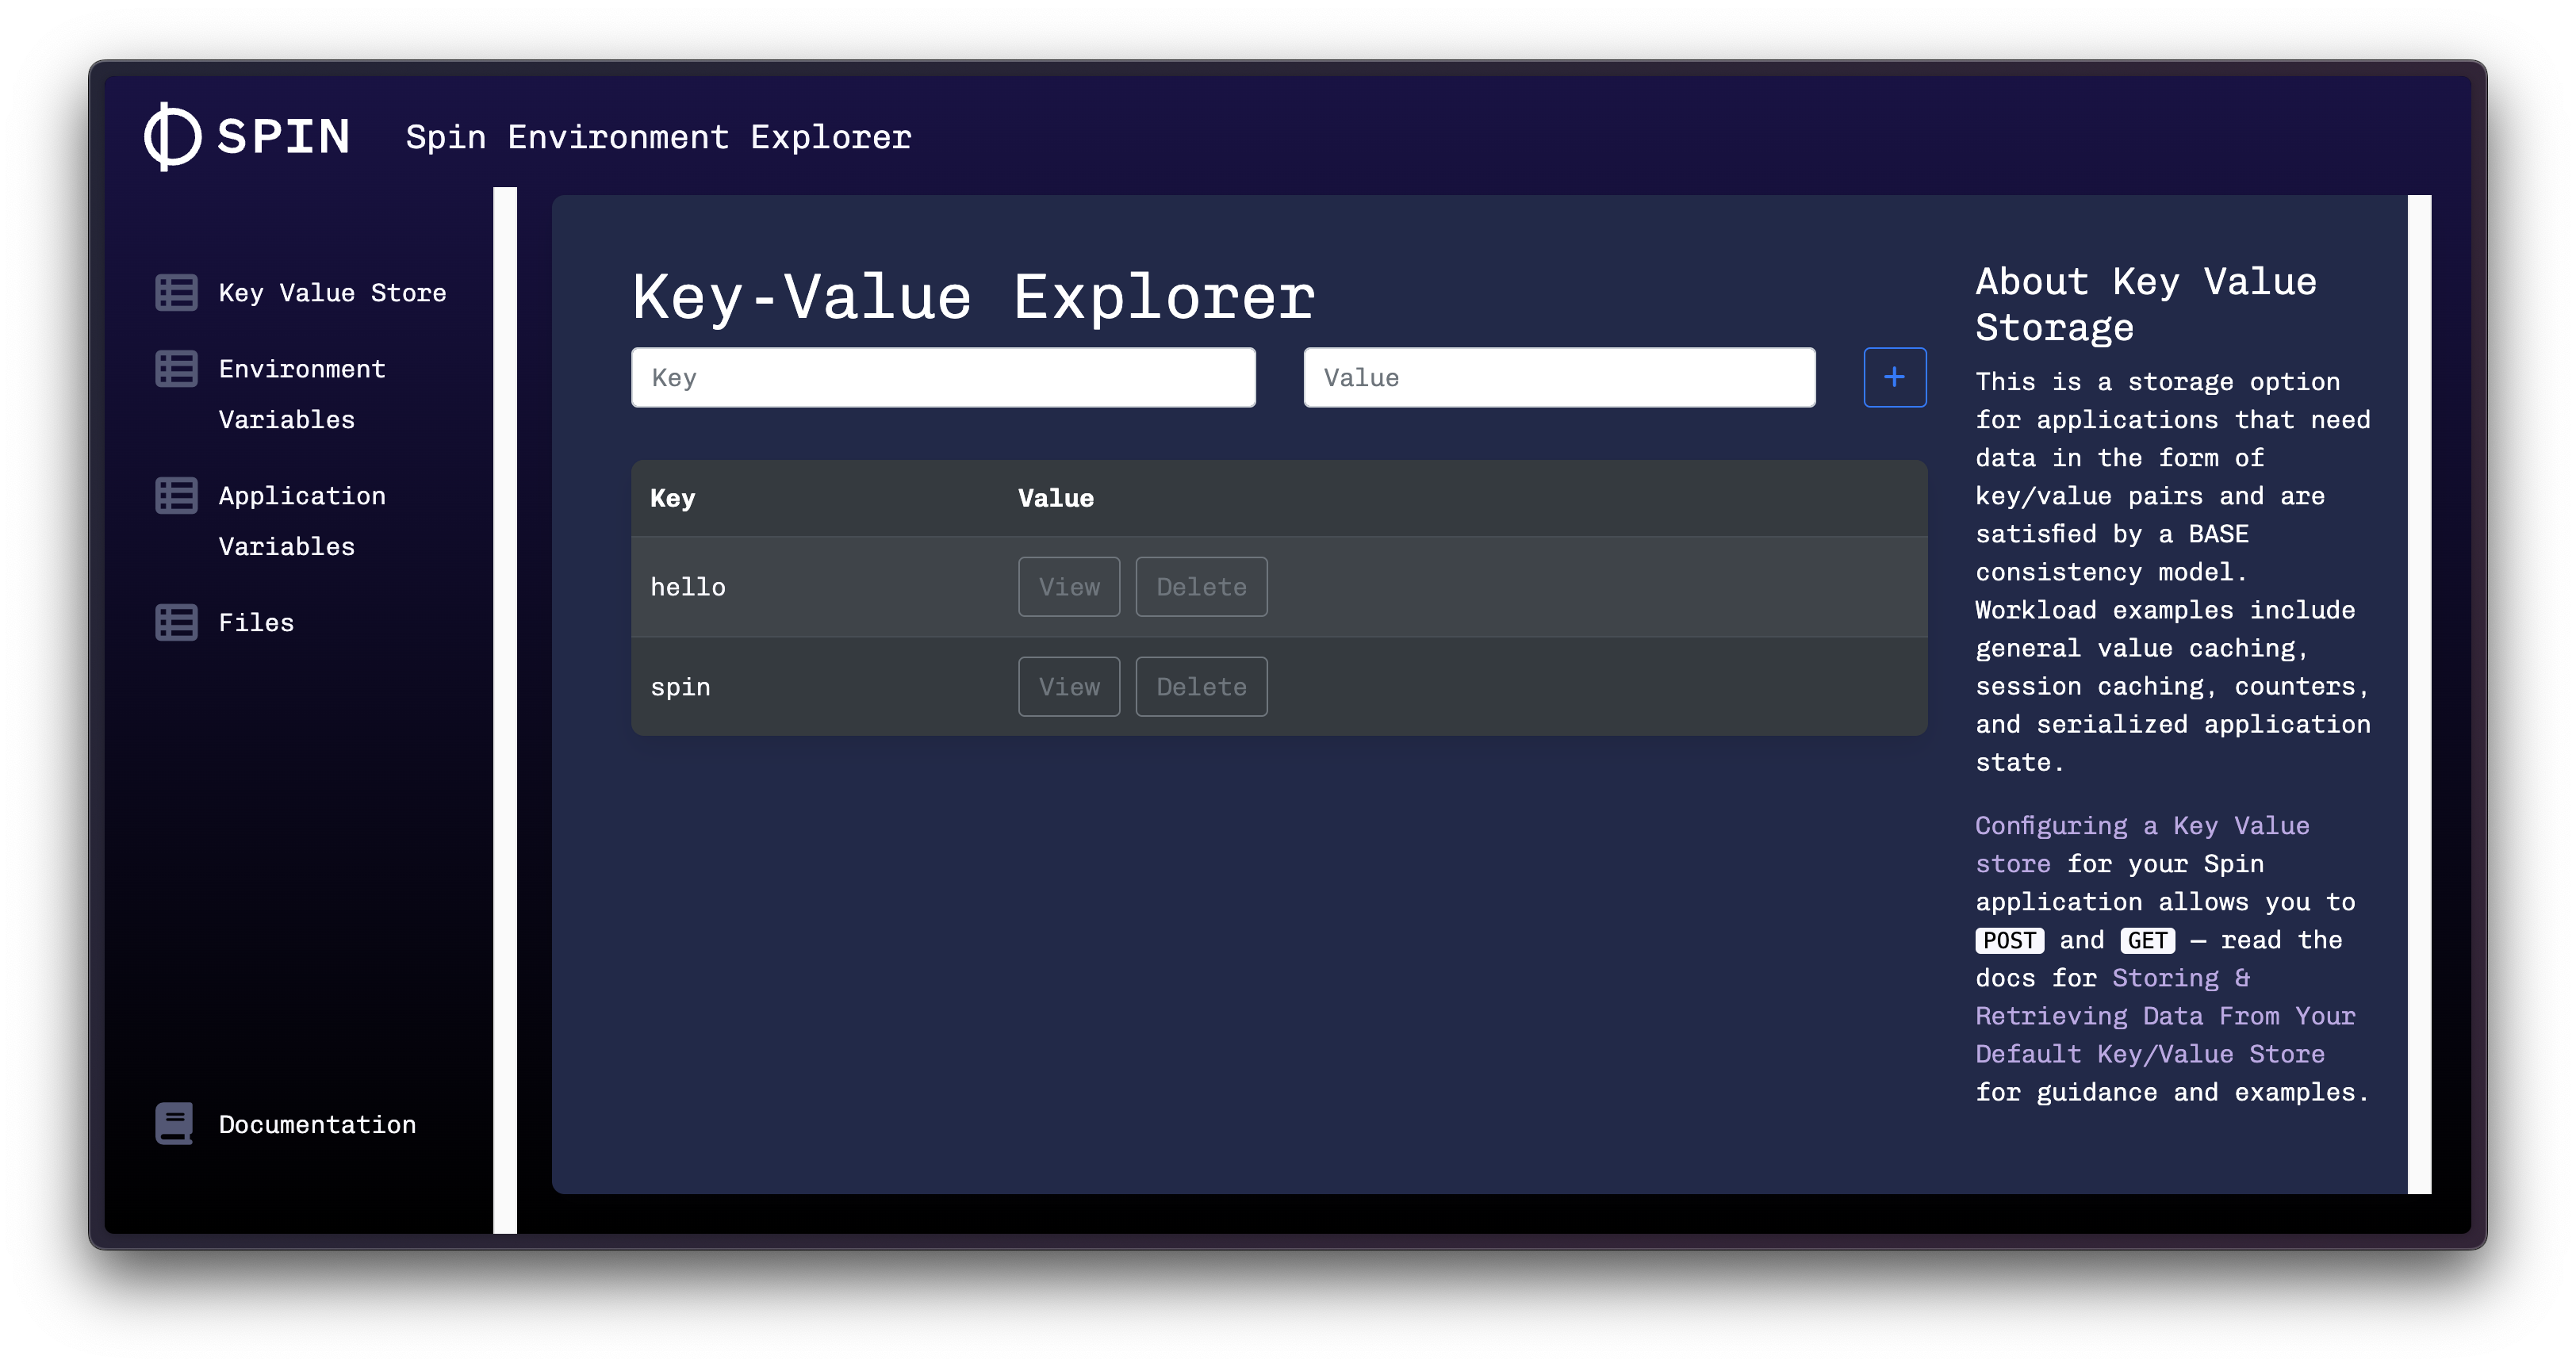 SPIN Spin Environment Explorer
Key Value Store
Environment
Variables
Application
Variables
Files
Documentation
Key-Value Explorer
Key Value +
Key Value
hello View Delete
spin View Delete
About Key Value
Storage
This is a storage option
for applications that need
data in the form of
key/value pairs and are
satisfied by a BASE
consistency model.
Workload examples include
general value caching,
session caching, counters,
and serialized application
state.
Configuring a Key Value
store for your Spin
application allows you to
POST and GET — read the
docs for Storing &
Retrieving Data From Your
Default Key/Value Store
for guidance and examples.